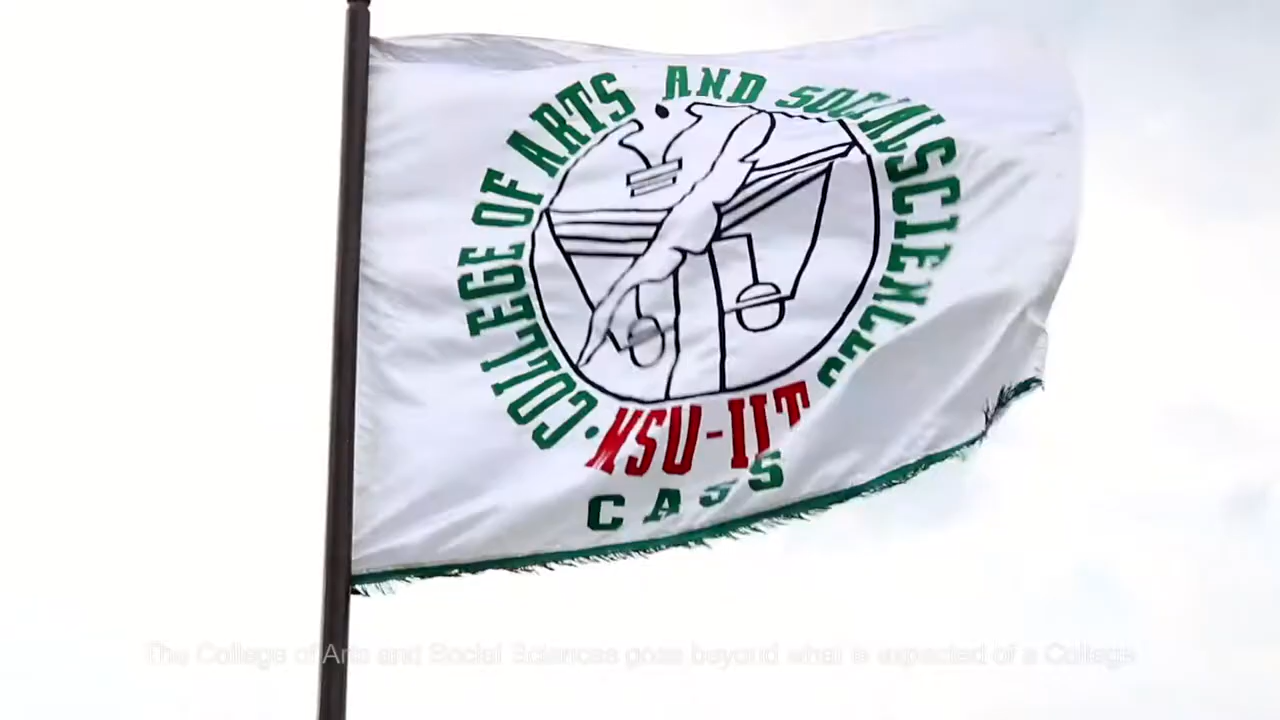 • COLLEGE OF ARTS AND SOCIAL SCIENCES
MSU-IIT
CASS
The College of Arts and Social Sciences goes beyond what is expected of a College